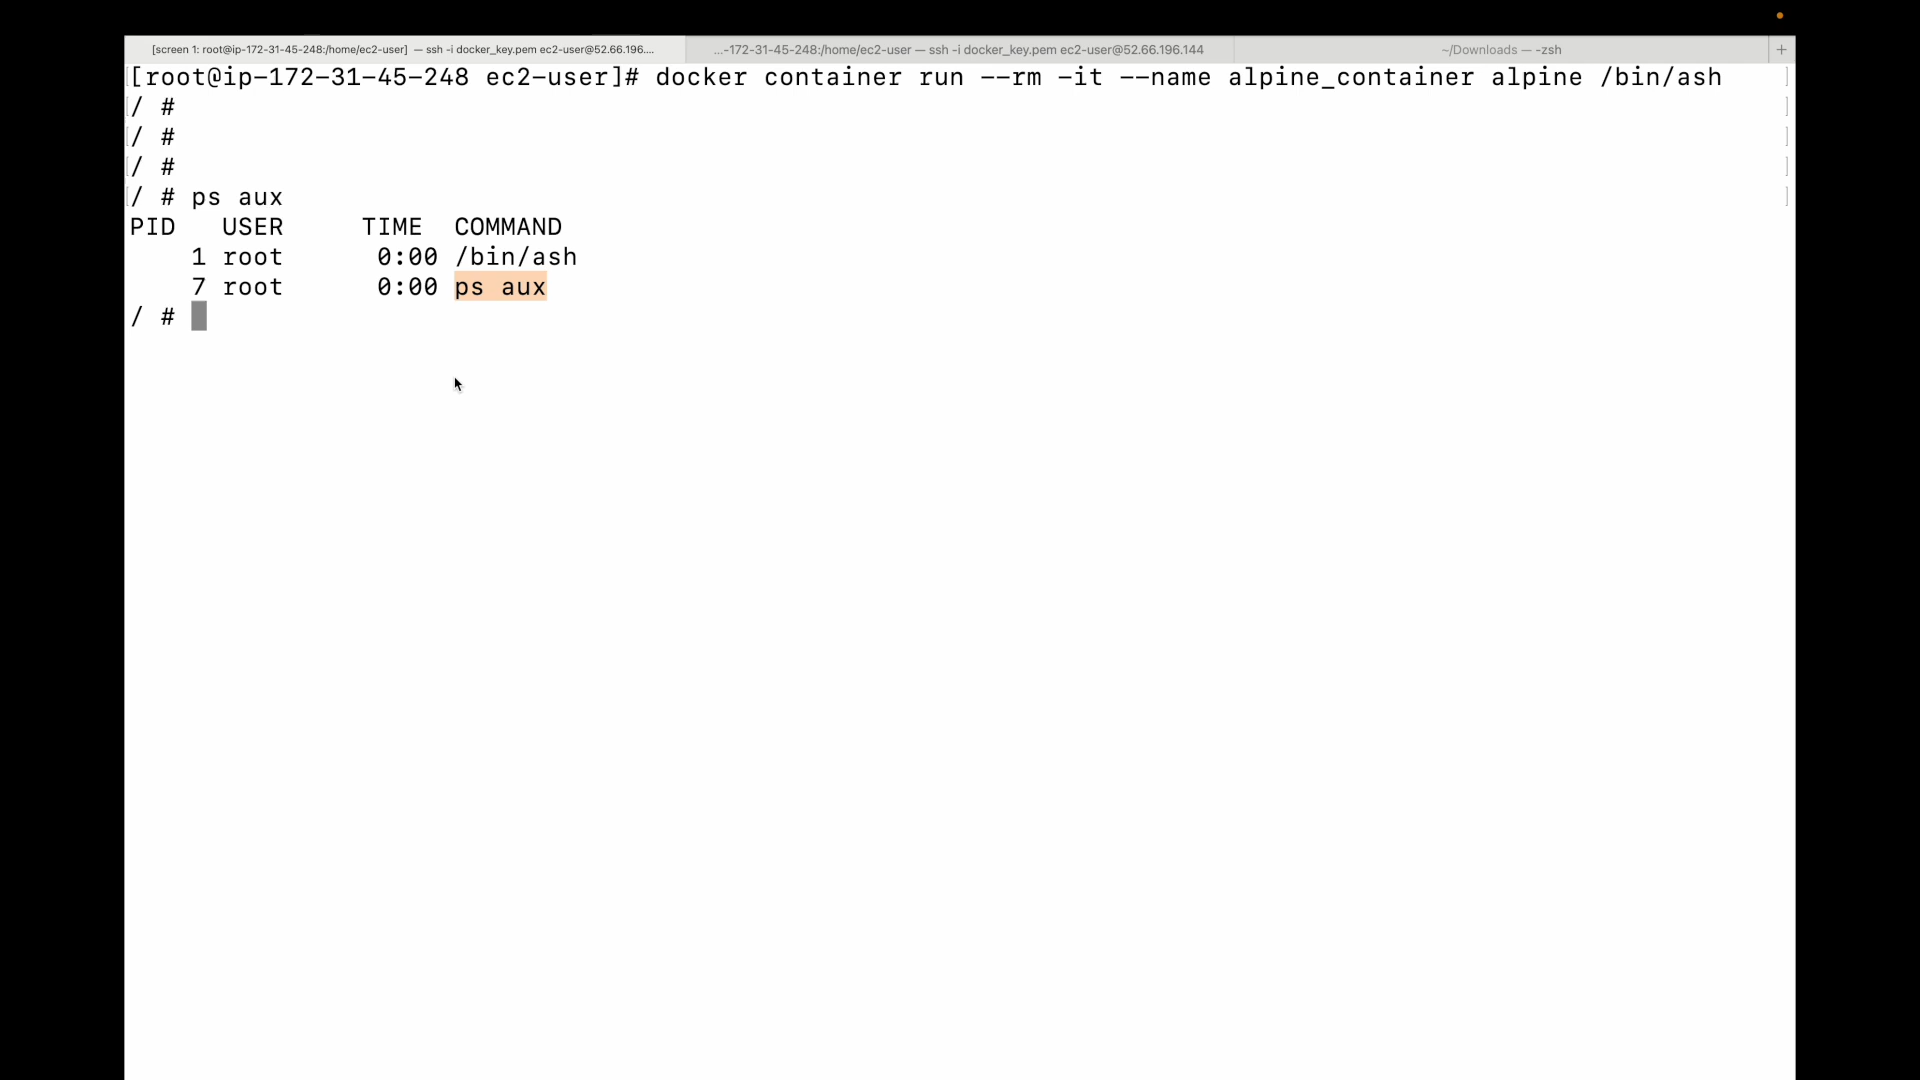 [screen 1: root@ip-172-31-45-248:/home/ec2-user] — ssh -i docker_key.pem ec2-user@52.66.196....
...-172-31-45-248:/home/ec2-user — ssh -i docker_key.pem ec2-user@52.66.196.144
~/Downloads — -zsh
+
[root@ip-172-31-45-248 ec2-user]# docker container run --rm -it --name alpine_container alpine /bin/ash
/ #
/ #
/ #
/ # ps aux
PID   USER     TIME  COMMAND
    1 root      0:00 /bin/ash
    7 root      0:00 ps aux
/ #